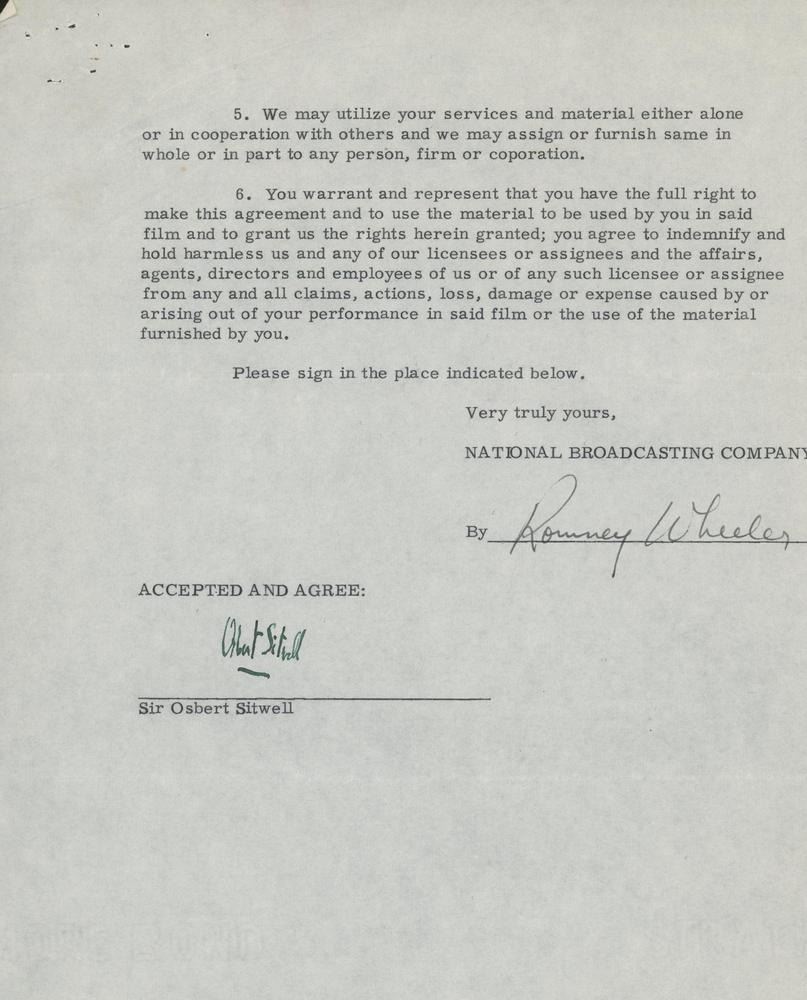 5. We may utilize your services and material either alone
or in cooperation with others and we may assign or furnish same in
whole or in part to any person, firm or coporation.
6. You warrant and represent that you have the full right to
make this agreement and to use the material to be used by you in said
film and to grant us the rights herein granted; you agree to indemnify and
hold harmless us and any of our licensees or assignees and the affairs,
agents, directors and employees of us or of any such licensee or assignee
from any and all claims, actions, loss, damage or expense caused by or
arising out of your performance in said film or the use of the material
furnished by you.
Please sign in the place indicated below.
Very truly yours,
NATIONAL BROADCASTING COMPANY
By Romney Wheeler
ACCEPTED AND AGREE:
Osbert Sitwell
Sir Osbert Sitwell